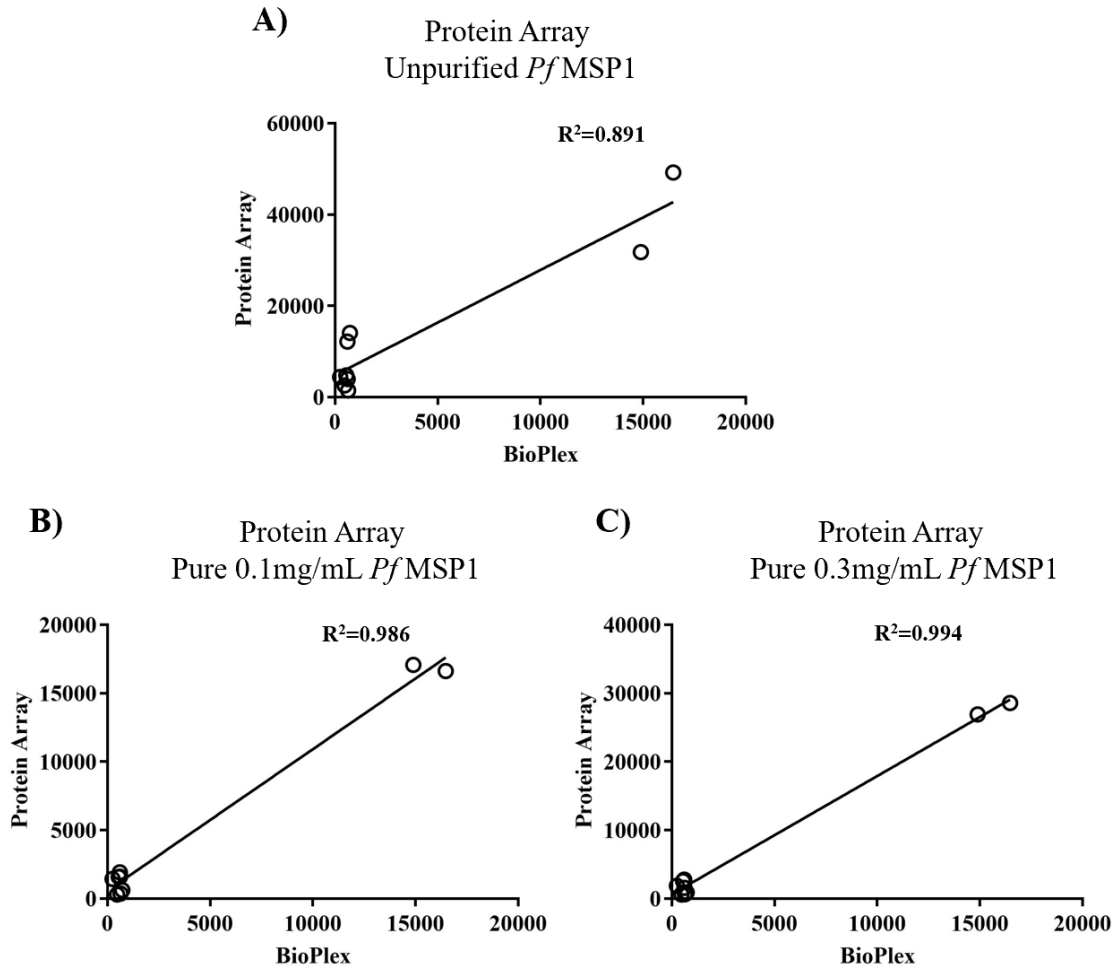 A)
Protein Array
Unpurified Pf MSP1
R²=0.891
60000
40000
20000
0
Protein Array
0 5000 10000 15000 20000
BioPlex
B)
Protein Array
Pure 0.1mg/mL Pf MSP1
R²=0.986
20000
15000
10000
5000
0
Protein Array
0 5000 10000 15000 20000
BioPlex
C)
Protein Array
Pure 0.3mg/mL Pf MSP1
R²=0.994
40000
30000
20000
10000
0
Protein Array
0 5000 10000 15000 20000
BioPlex